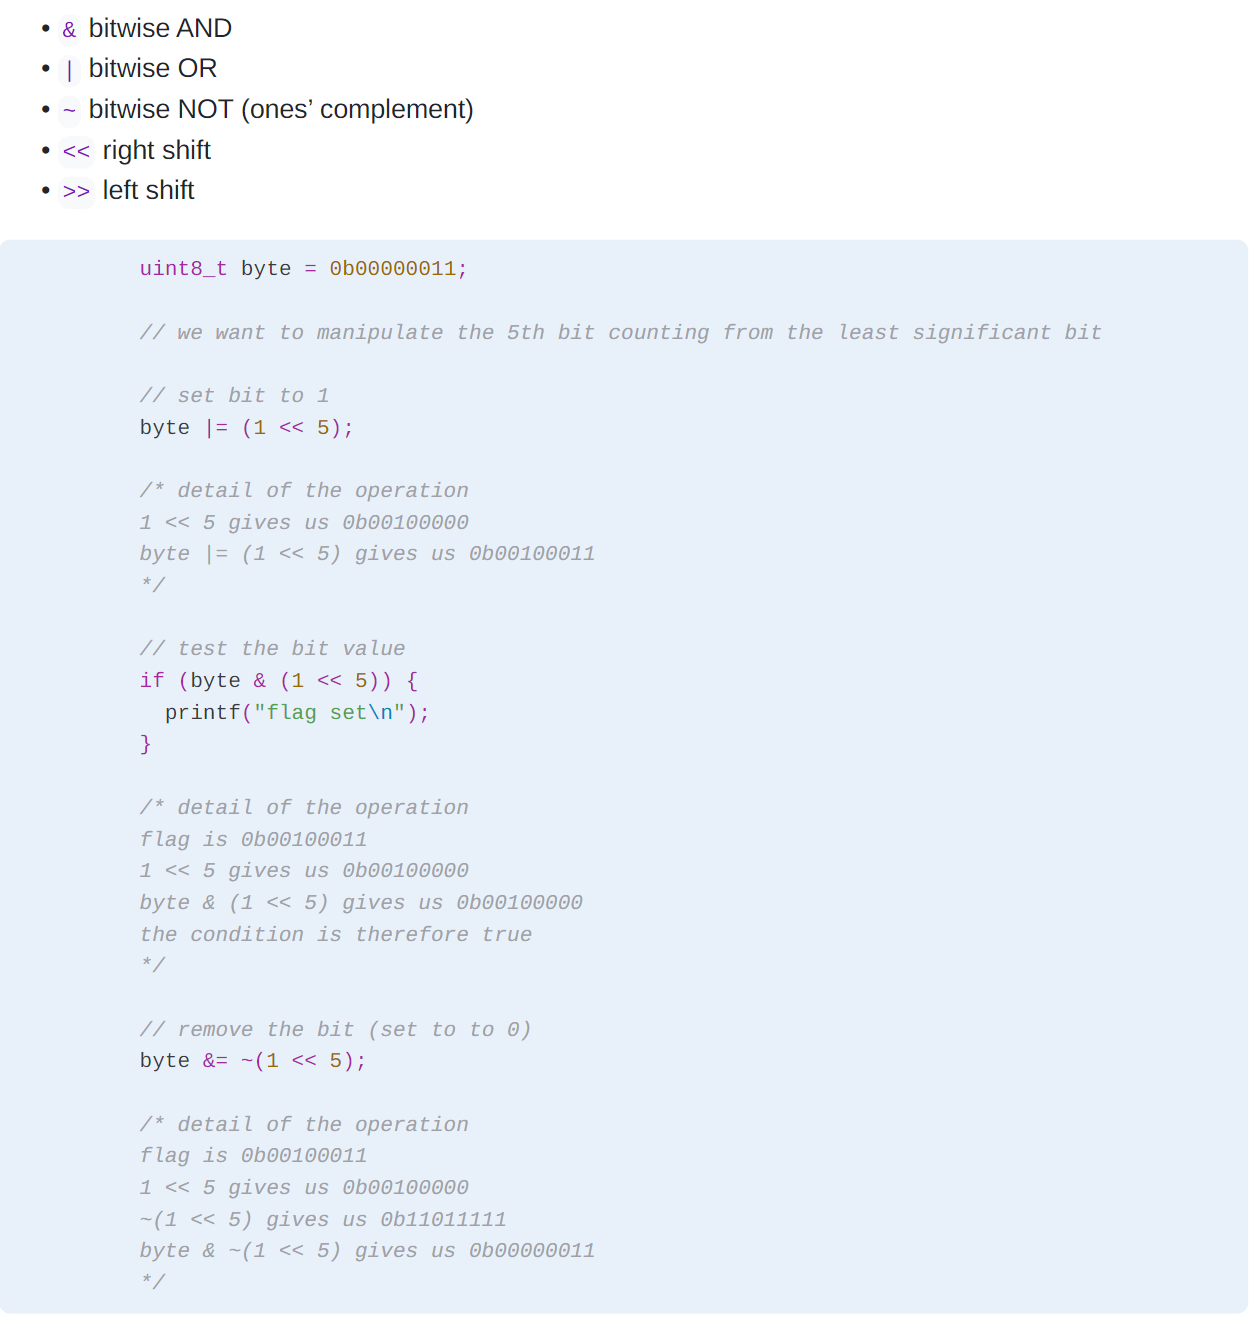 • & bitwise AND
• | bitwise OR
• ~ bitwise NOT (ones’ complement)
• << right shift
• >> left shift
uint8_t byte = 0b00000011;
// we want to manipulate the 5th bit counting from the least significant bit
// set bit to 1
byte |= (1 << 5);
/* detail of the operation
1 << 5 gives us 0b00100000
byte |= (1 << 5) gives us 0b00100011
*/
// test the bit value
if (byte & (1 << 5)) {
  printf("flag set\n");
}
/* detail of the operation
flag is 0b00100011
1 << 5 gives us 0b00100000
byte & (1 << 5) gives us 0b00100000
the condition is therefore true
*/
// remove the bit (set to to 0)
byte &= ~(1 << 5);
/* detail of the operation
flag is 0b00100011
1 << 5 gives us 0b00100000
~(1 << 5) gives us 0b11011111
byte & ~(1 << 5) gives us 0b00000011
*/